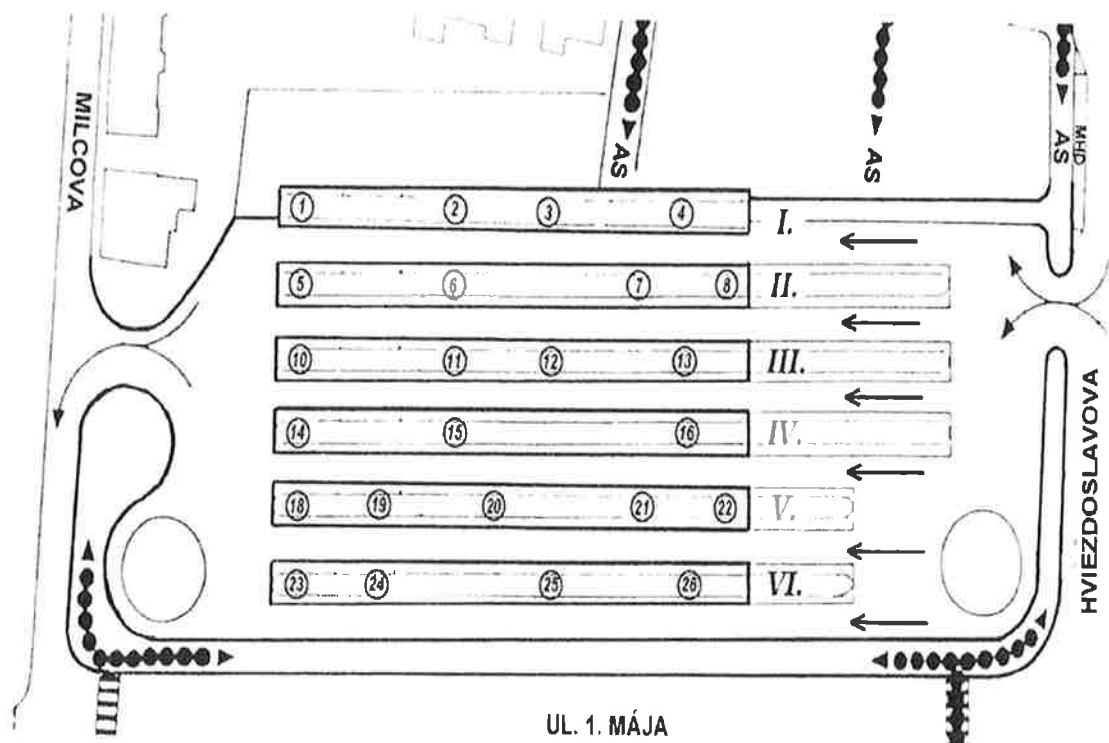 MILCOVA
AS
AS
AS
MHD
1 2 3 4 I.
5 6 7 8 II.
10 11 12 13 III.
14 15 16 IV.
18 19 20 21 22 V.
23 24 25 26 VI.
HVIEZDOSLAVOVA
UL. 1. MÁJA